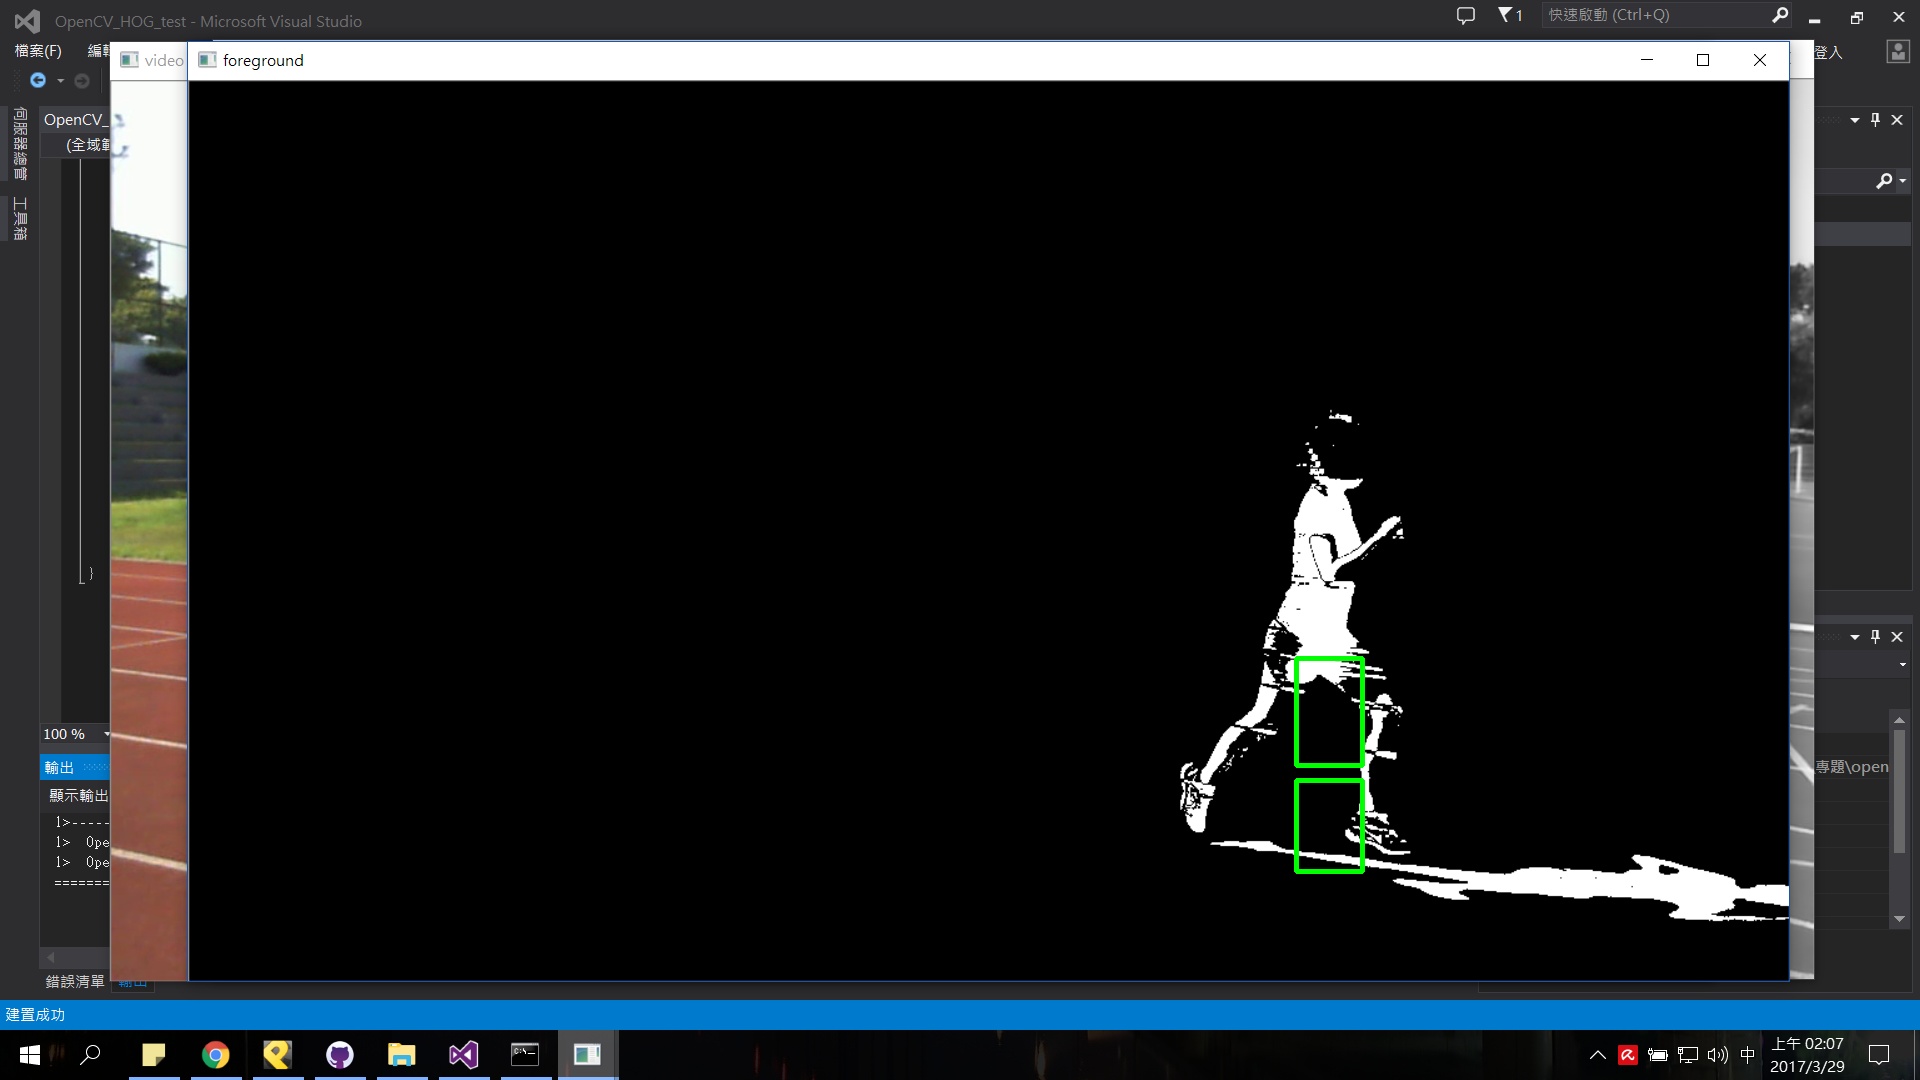 OpenCV_HOG_test - Microsoft Visual Studio
1
快速啟動 (Ctrl+Q)
檔案(F)
編輯
登入
video
foreground
伺服器總管
工具箱
OpenCV_
(全域範
}
100 %
輸出
顯示輸出
1>-----
1>  Ope
1>  Ope
=======
專題\open
錯誤清單
輸出
建置成功
中
上午 02:07
2017/3/29